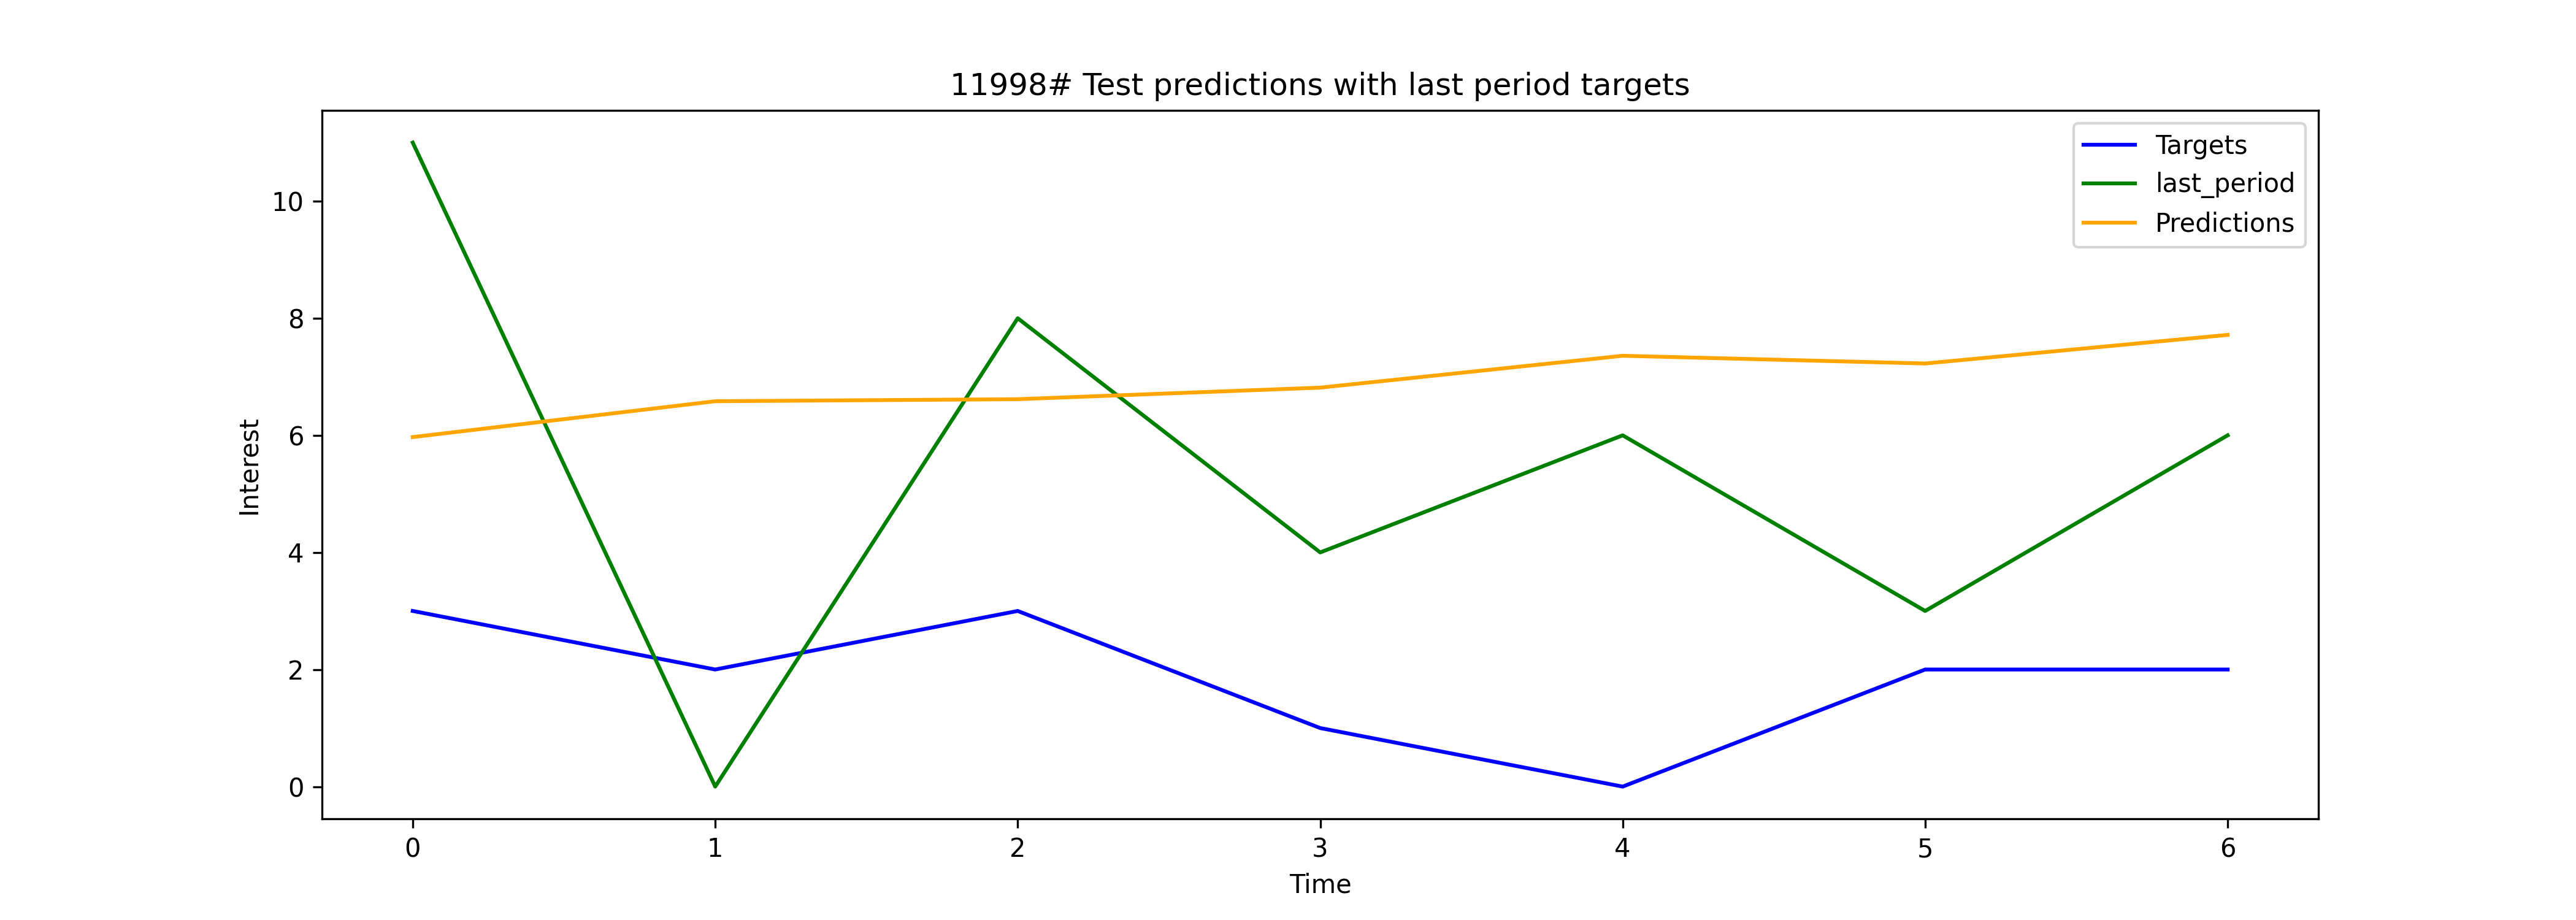 11998# Test predictions with last period targets
Targets
last_period
Predictions
10
8
6
4
2
0
Interest
0 1 2 3 4 5 6
Time